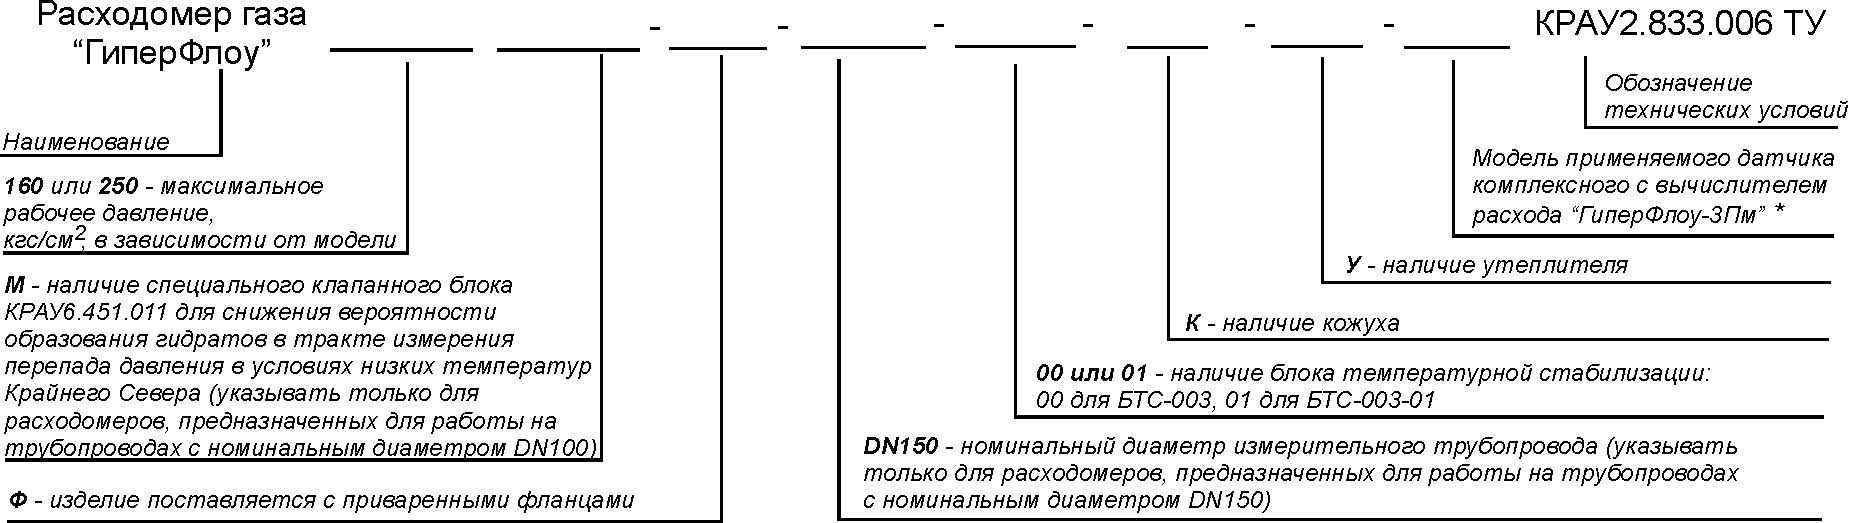 Расходомер газа
“ГиперФлоу”
- - - - - -
КРАУ2.833.006 ТУ
Наименование
160 или 250 - максимальное
рабочее давление,
кгс/см2, в зависимости от модели
М - наличие специального клапанного блока
КРАУ6.451.011 для снижения вероятности
образования гидратов в тракте измерения
перепада давления в условиях низких температур
Крайнего Севера (указывать только для
расходомеров, предназначенных для работы на
трубопроводах с номинальным диаметром DN100)
Ф - изделие поставляется с приваренными фланцами
Обозначение
технических условий
Модель применяемого датчика
комплексного с вычислителем
расхода “ГиперФлоу-3Пм” *
У - наличие утеплителя
К - наличие кожуха
00 или 01 - наличие блока температурной стабилизации:
00 для БТС-003, 01 для БТС-003-01
DN150 - номинальный диаметр измерительного трубопровода (указывать
только для расходомеров, предназначенных для работы на трубопроводах
с номинальным диаметром DN150)